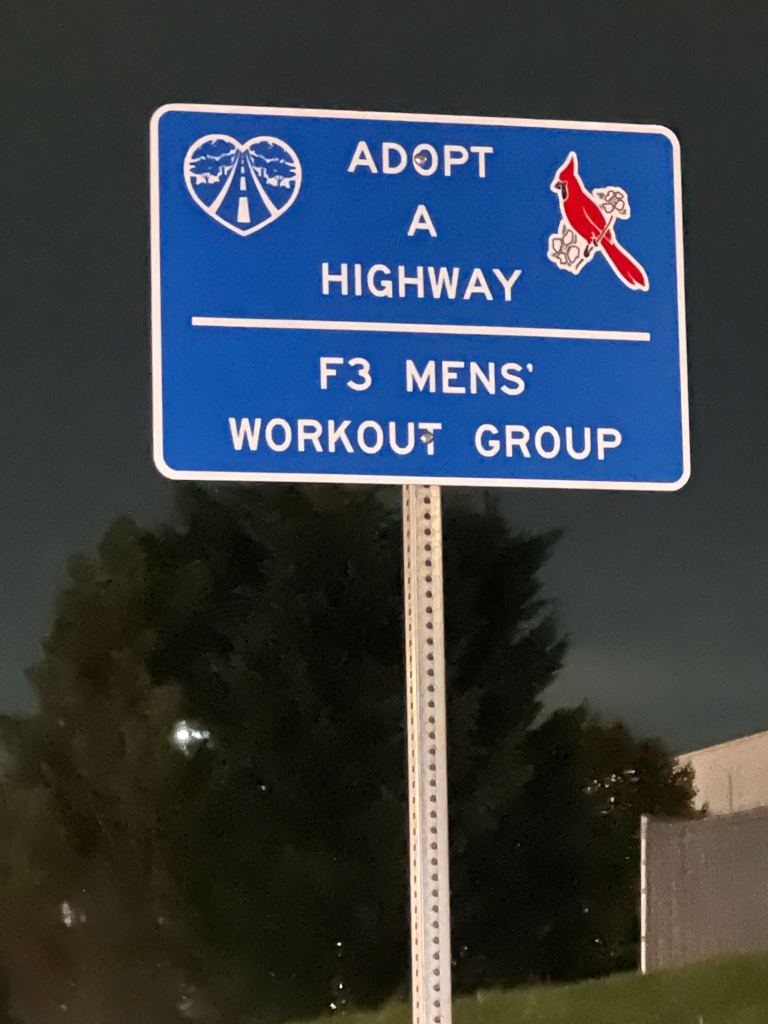 ADOPT
A
HIGHWAY
F3 MENS'
WORKOUT GROUP